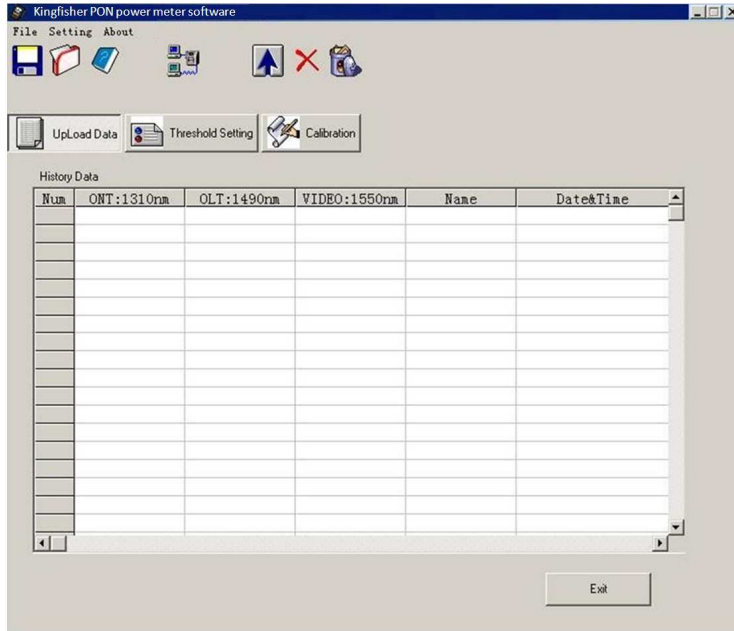 Kingfisher PON power meter software
File Setting About
UpLoad Data Threshold Setting Calibration
History Data
Num ONT:1310nm OLT:1490nm VIDEO:1550nm Name Date&Time
Exit